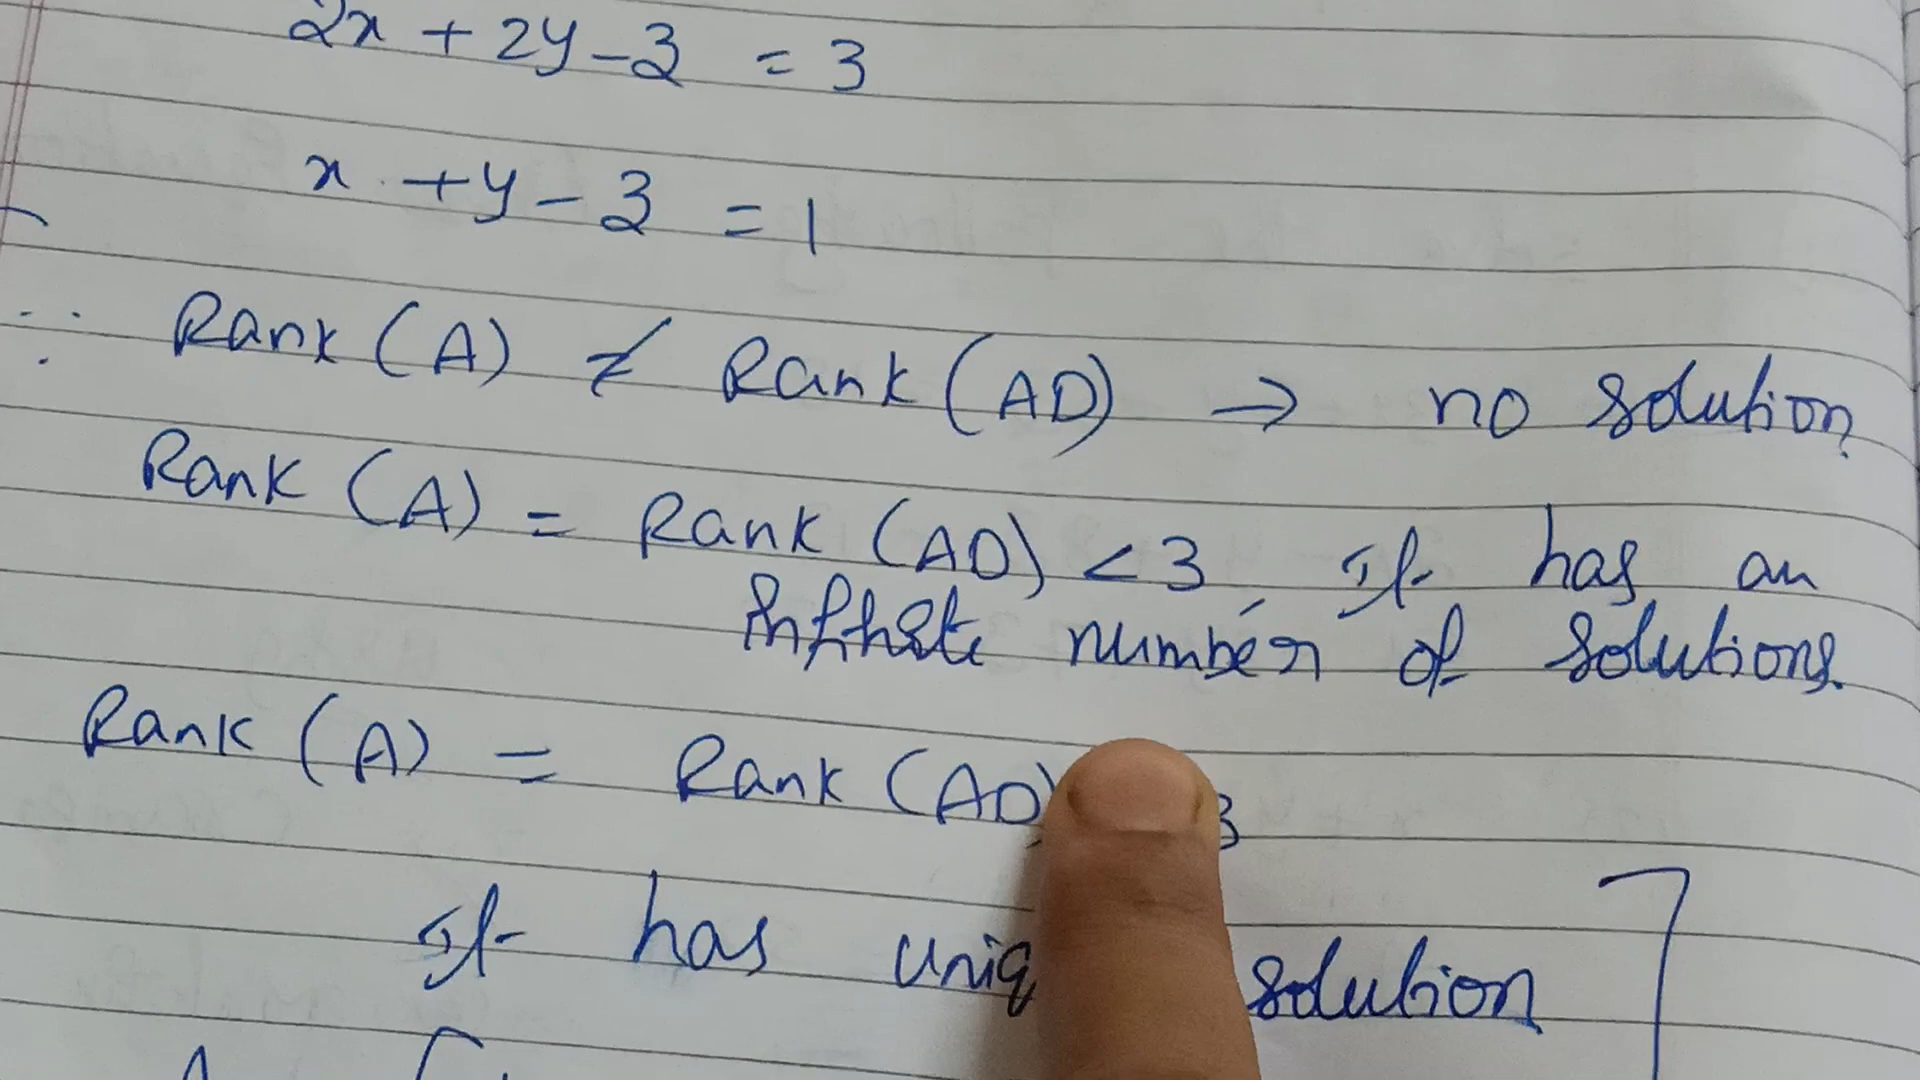 2x + 2y - z = 3
x + y - z = 1
∵ Rank (A) ≠ Rank (AD) → no solution.
Rank (A) = Rank (AD) < 3, It has an
infinite number of solutions.
Rank (A) = Rank (AD) 3
It has uniq solution
A